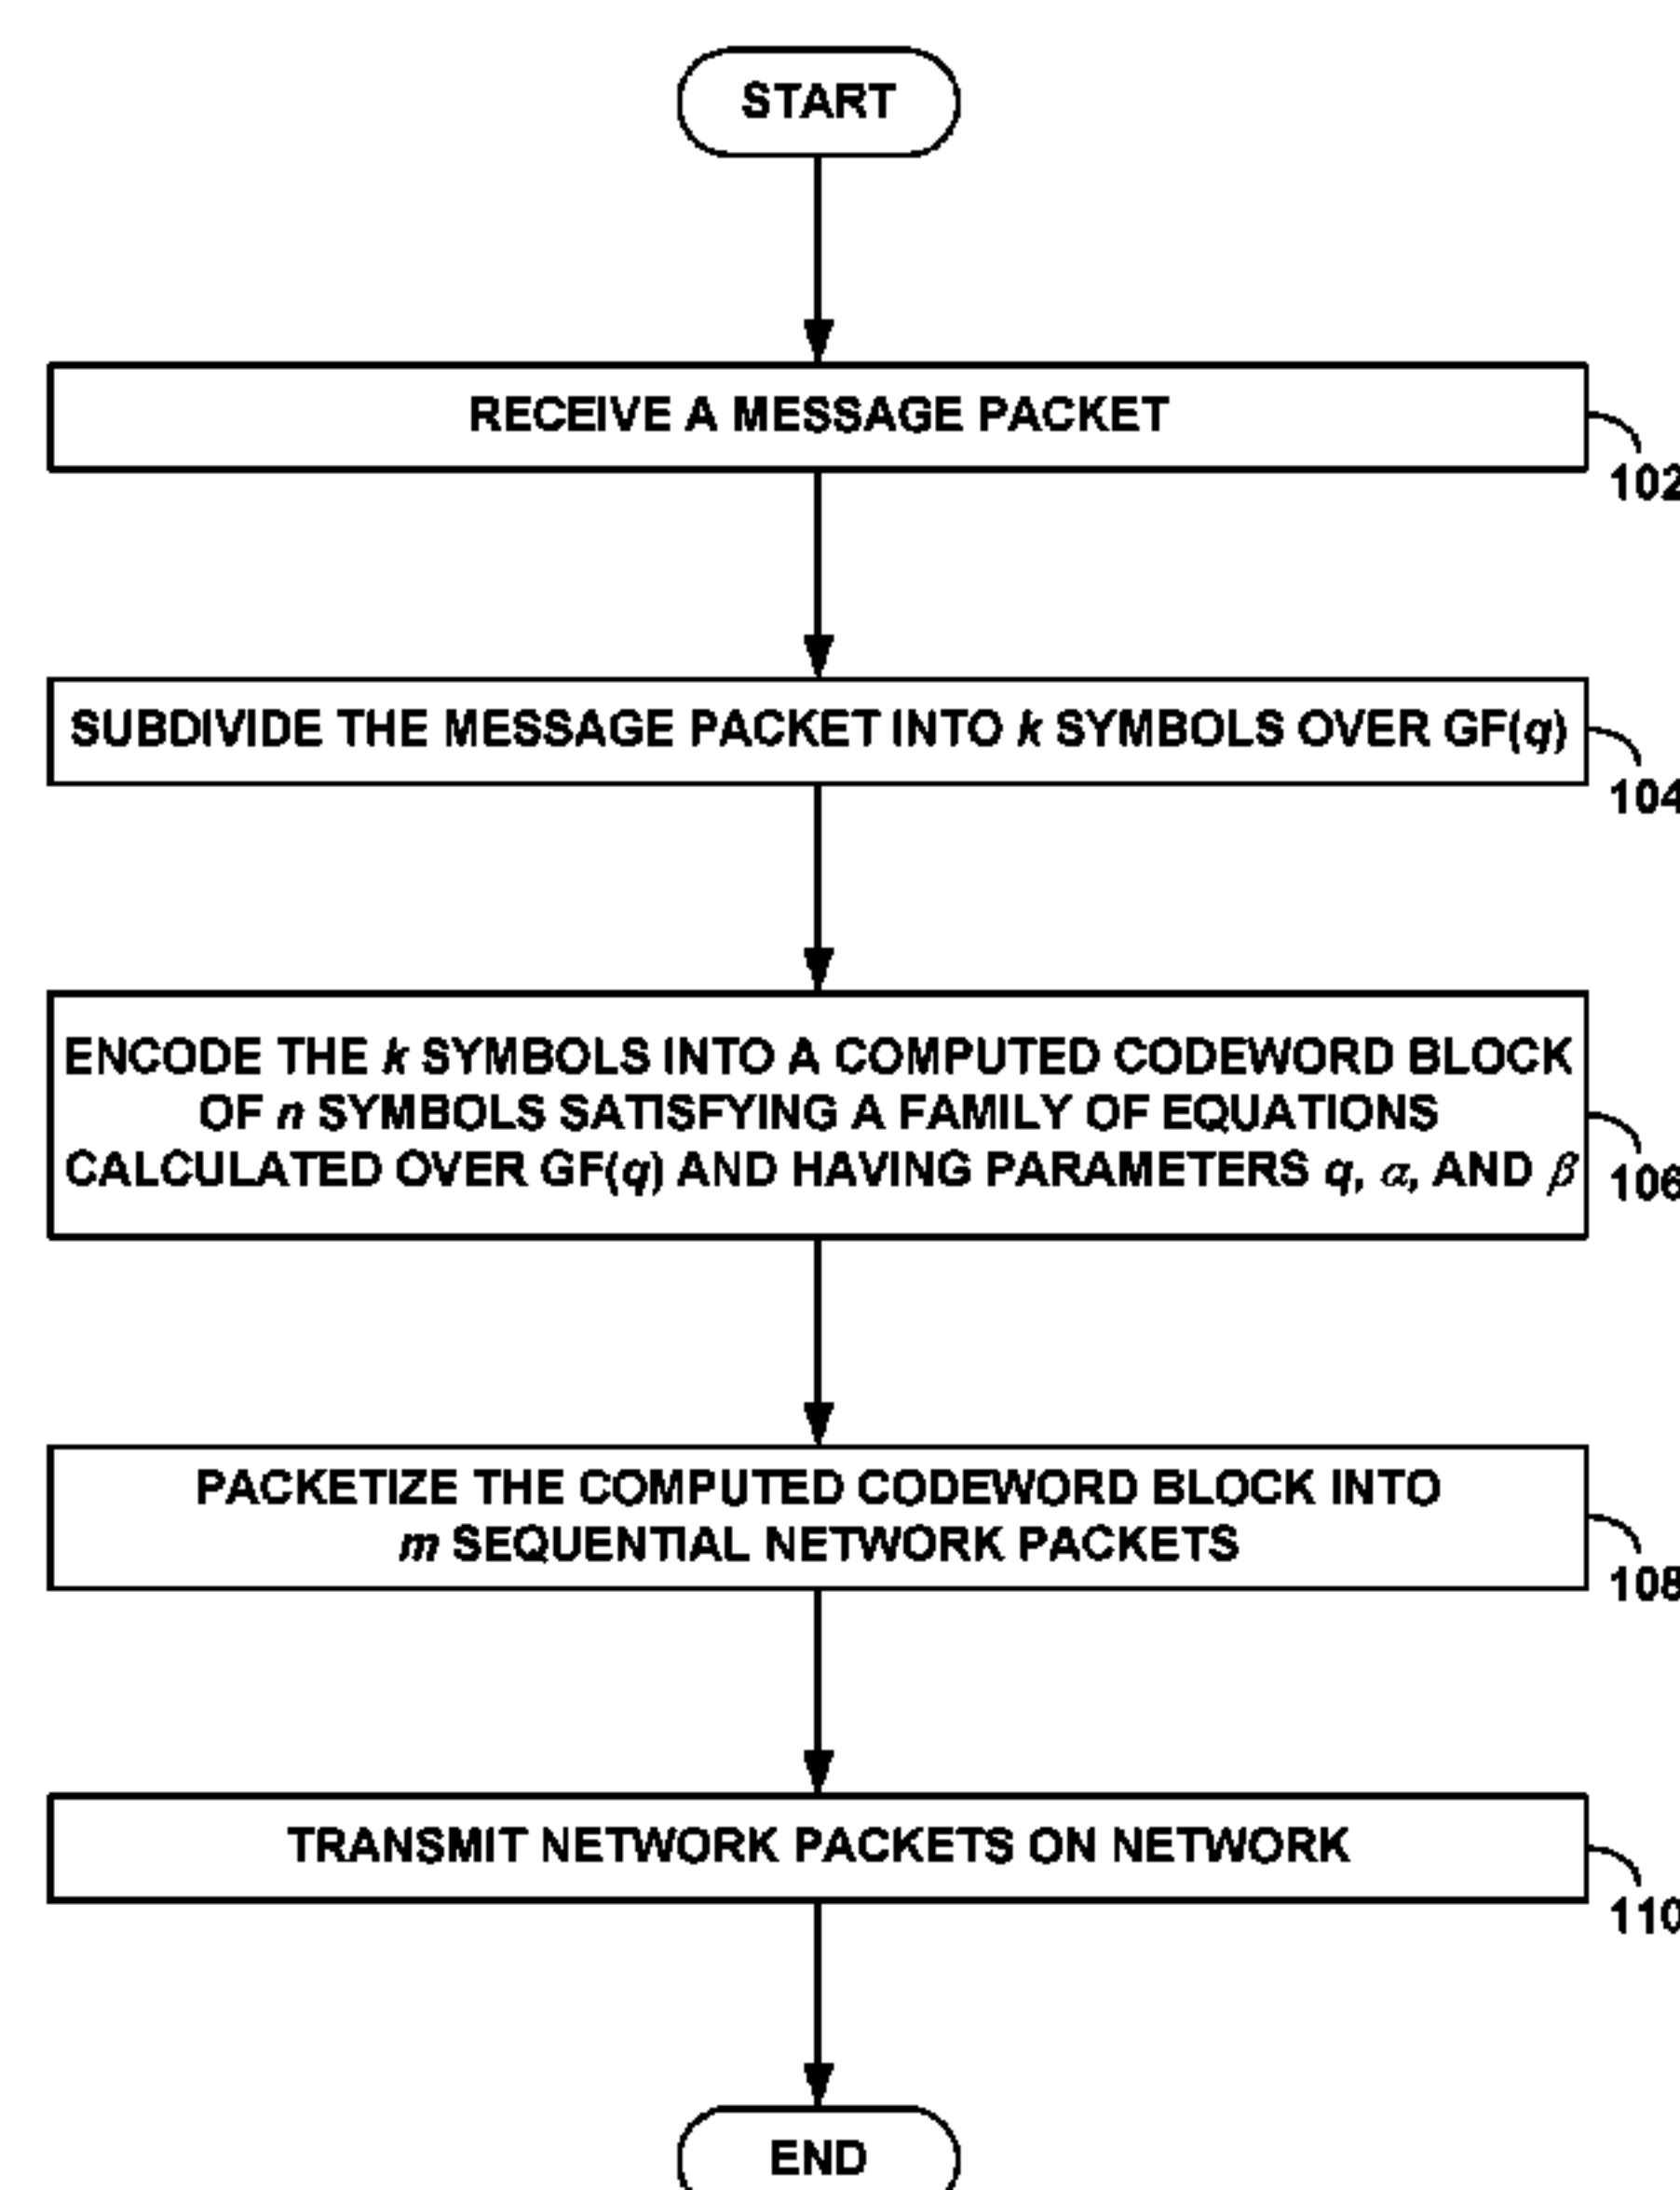 START
RECEIVE A MESSAGE PACKET
102
SUBDIVIDE THE MESSAGE PACKET INTO k SYMBOLS OVER GF(q)
104
ENCODE THE k SYMBOLS INTO A COMPUTED CODEWORD BLOCK
OF n SYMBOLS SATISFYING A FAMILY OF EQUATIONS
CALCULATED OVER GF(q) AND HAVING PARAMETERS q, α, AND β
106
PACKETIZE THE COMPUTED CODEWORD BLOCK INTO
m SEQUENTIAL NETWORK PACKETS
108
TRANSMIT NETWORK PACKETS ON NETWORK
110
END